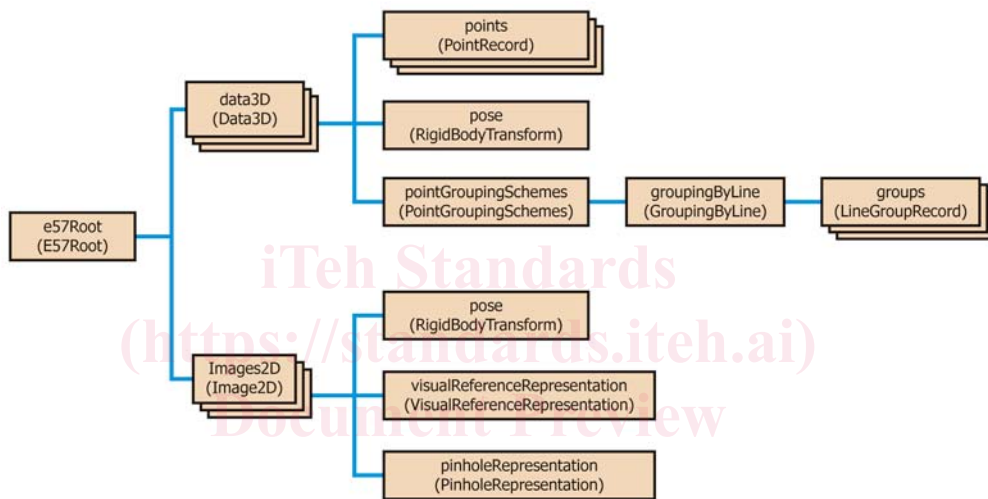 points
(PointRecord)
data3D
(Data3D)
pose
(RigidBodyTransform)
pointGroupingSchemes
(PointGroupingSchemes)
groupingByLine
(GroupingByLine)
groups
(LineGroupRecord)
e57Root
(E57Root)
iTeh Standards
(https://standards.iteh.ai)
Document Preview
pose
(RigidBodyTransform)
Images2D
(Image2D)
visualReferenceRepresentation
(VisualReferenceRepresentation)
pinholeRepresentation
(PinholeRepresentation)